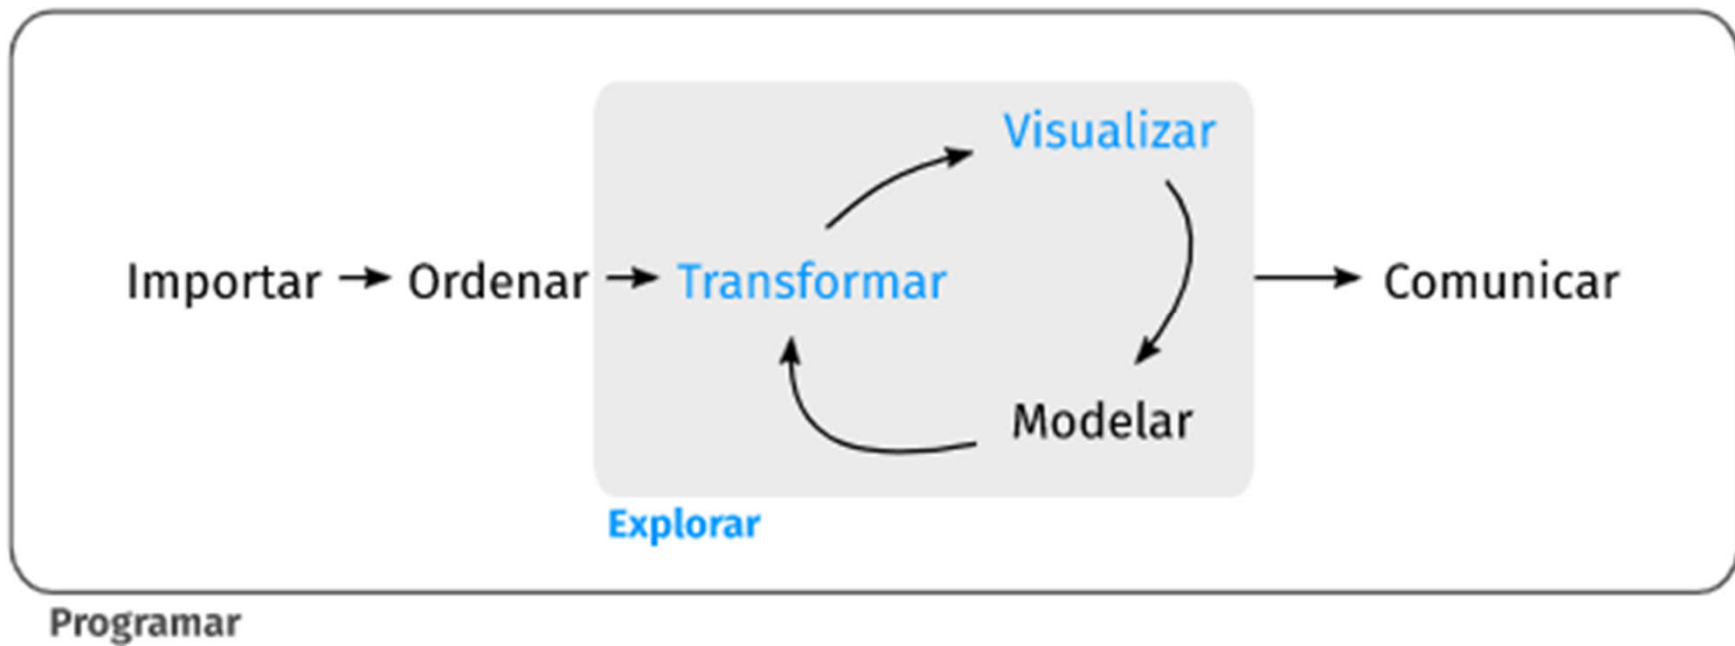 Visualizar
Importar → Ordenar → Transformar → Comunicar
Modelar
Explorar
Programar